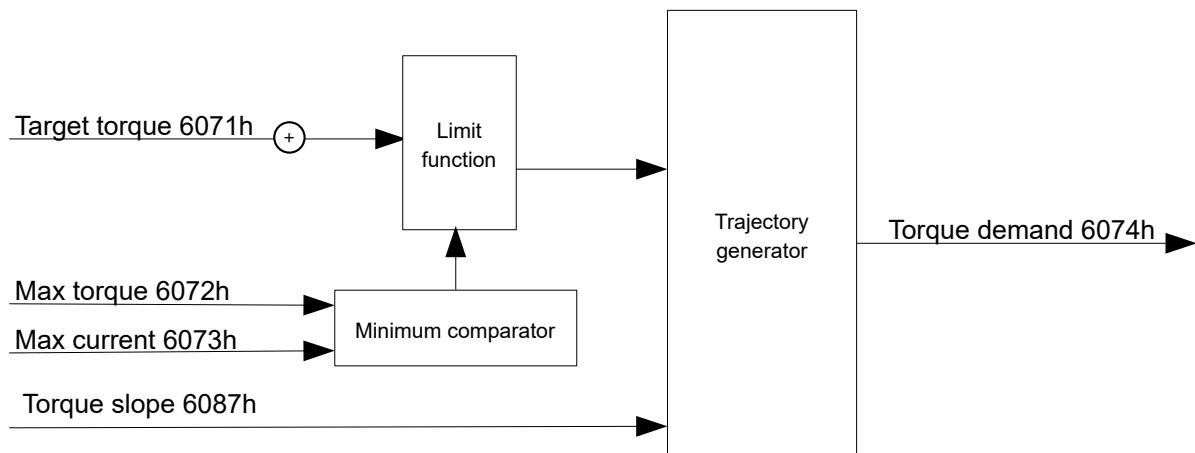 Target torque 6071h
+
Limit
function
Trajectory
generator
Torque demand 6074h
Max torque 6072h
Minimum comparator
Max current 6073h
Torque slope 6087h